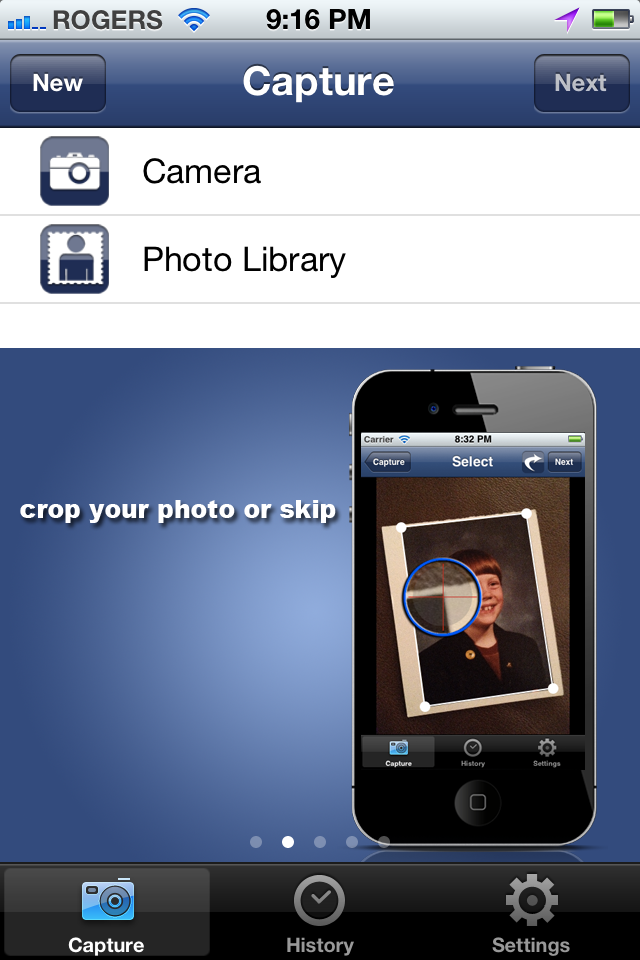 ROGERS 9:16 PM
New Capture Next
Camera
Photo Library
Carrier 8:32 PM
Capture Select Next
crop your photo or skip
Capture History Settings
Capture History Settings